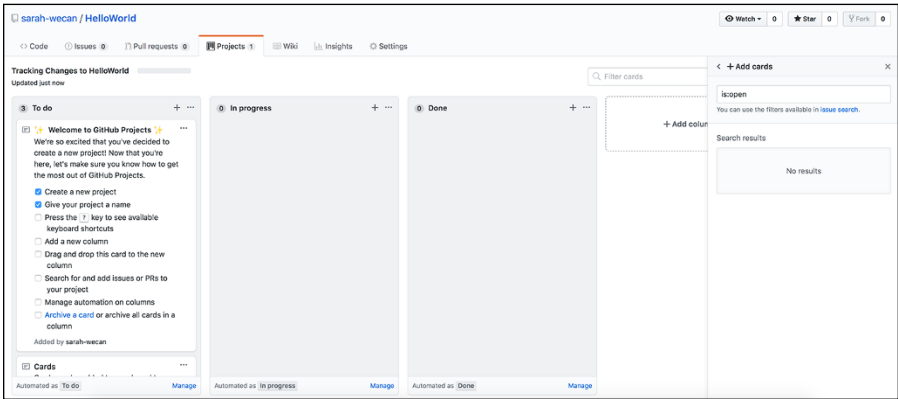 sarah-wecan / HelloWorld
Watch 0 Star 0 Fork 0
Code Issues 0 Pull requests 0 Projects 1 Wiki Insights Settings
Tracking Changes to HelloWorld
Updated just now
Filter cards
3 To do
Welcome to GitHub Projects
We're so excited that you've decided to
create a new project! Now that you're
here, let's make sure you know how to get
the most out of GitHub Projects.
Create a new project
Give your project a name
Press the ? key to see available
keyboard shortcuts
Add a new column
Drag and drop this card to the new
column
Search for and add issues or PRs to
your project
Manage automation on columns
Archive a card or archive all cards in a
column
Added by sarah-wecan
Cards
Automated as To do Manage
0 In progress
Automated as In progress Manage
0 Done
Automated as Done Manage
+ Add colum
+ Add cards
is:open
You can use the filters available in issue search.
Search results
No results